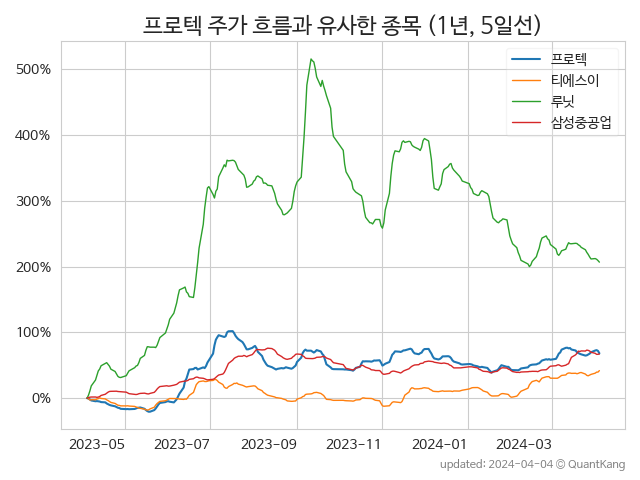 프로텍 주가 흐름과 유사한 종목 (1년, 5일선)
프로텍
티에스이
루닛
삼성중공업
500%
400%
300%
200%
100%
0%
2023-05 2023-07 2023-09 2023-11 2024-01 2024-03
updated: 2024-04-04 © QuantKang